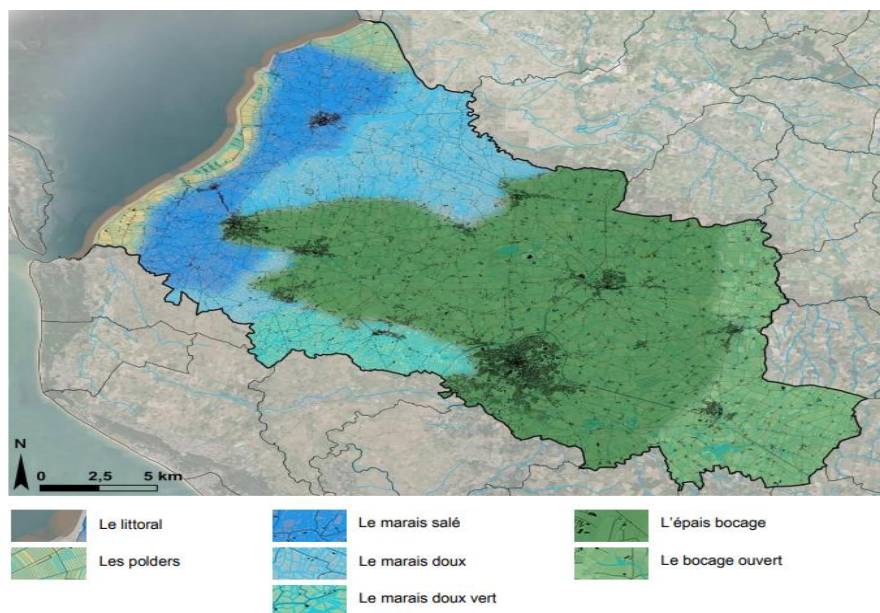 N
0 2,5 5 km
Le littoral
Les polders
Le marais salé
Le marais doux
Le marais doux vert
L'épais bocage
Le bocage ouvert